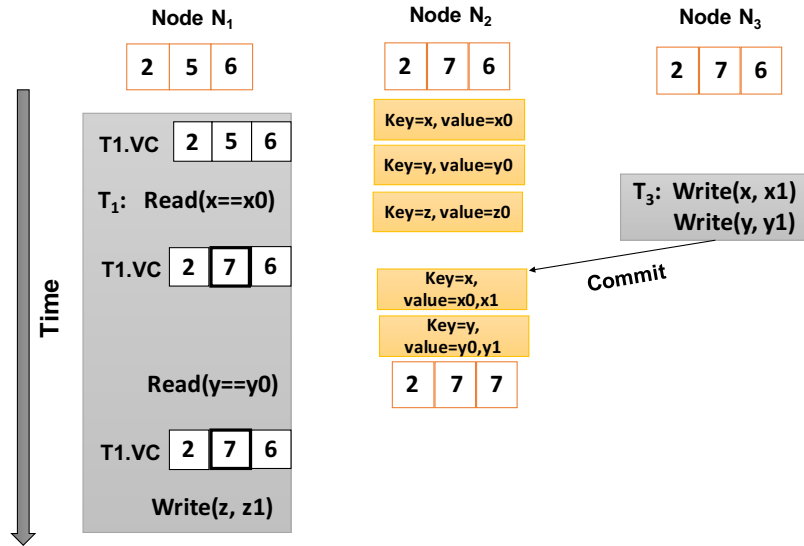 Node N1
Node N2
Node N3
2 5 6
2 7 6
2 7 6
Time
T1.VC 2 5 6
T1: Read(x==x0)
T1.VC 2 7 6
Read(y==y0)
T1.VC 2 7 6
Write(z, z1)
Key=x, value=x0
Key=y, value=y0
Key=z, value=z0
Key=x,
value=x0,x1
Key=y,
value=y0,y1
2 7 7
T3: Write(x, x1)
Write(y, y1)
Commit